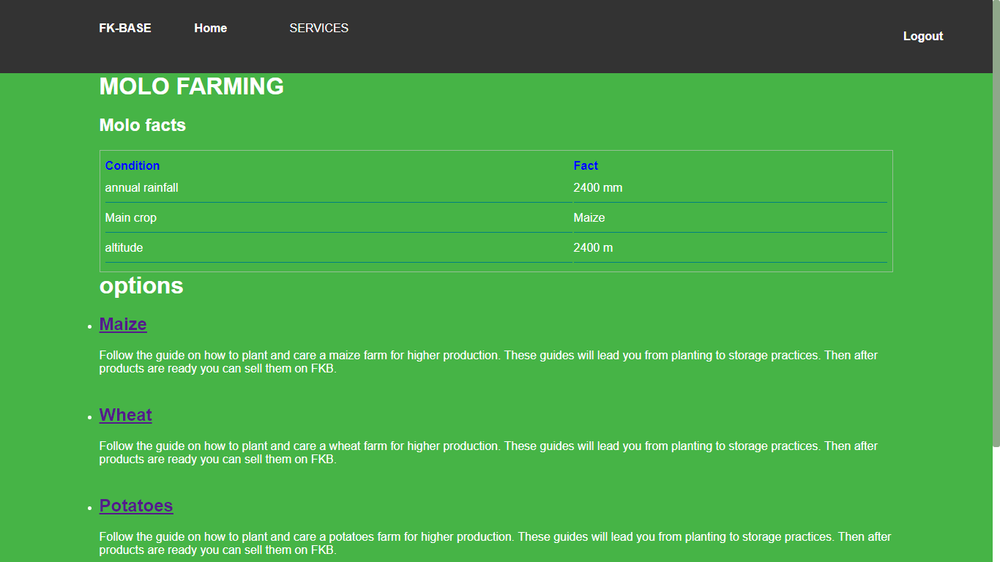 FK-BASE Home SERVICES Logout
MOLO FARMING
Molo facts
Condition Fact
annual rainfall 2400 mm
Main crop Maize
altitude 2400 m
options
Maize
Follow the guide on how to plant and care a maize farm for higher production. These guides will lead you from planting to storage practices. Then after
products are ready you can sell them on FKB.
Wheat
Follow the guide on how to plant and care a wheat farm for higher production. These guides will lead you from planting to storage practices. Then after
products are ready you can sell them on FKB.
Potatoes
Follow the guide on how to plant and care a potatoes farm for higher production. These guides will lead you from planting to storage practices. Then after
products are ready you can sell them on FKB.